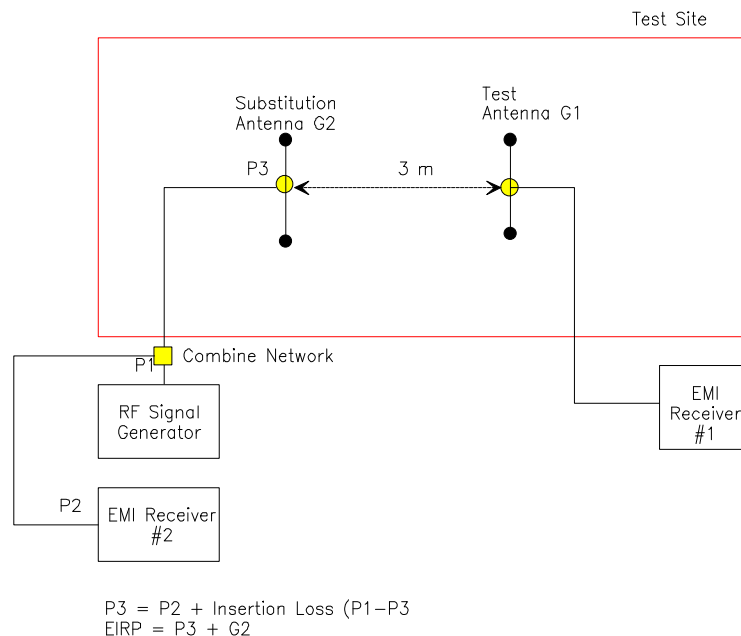 Test Site
Substitution
Antenna G2
Test
Antenna G1
P3
3 m
P1
Combine Network
RF Signal
Generator
EMI
Receiver
#1
P2
EMI Receiver
#2
P3 = P2 + Insertion Loss (P1-P3
EIRP = P3 + G2